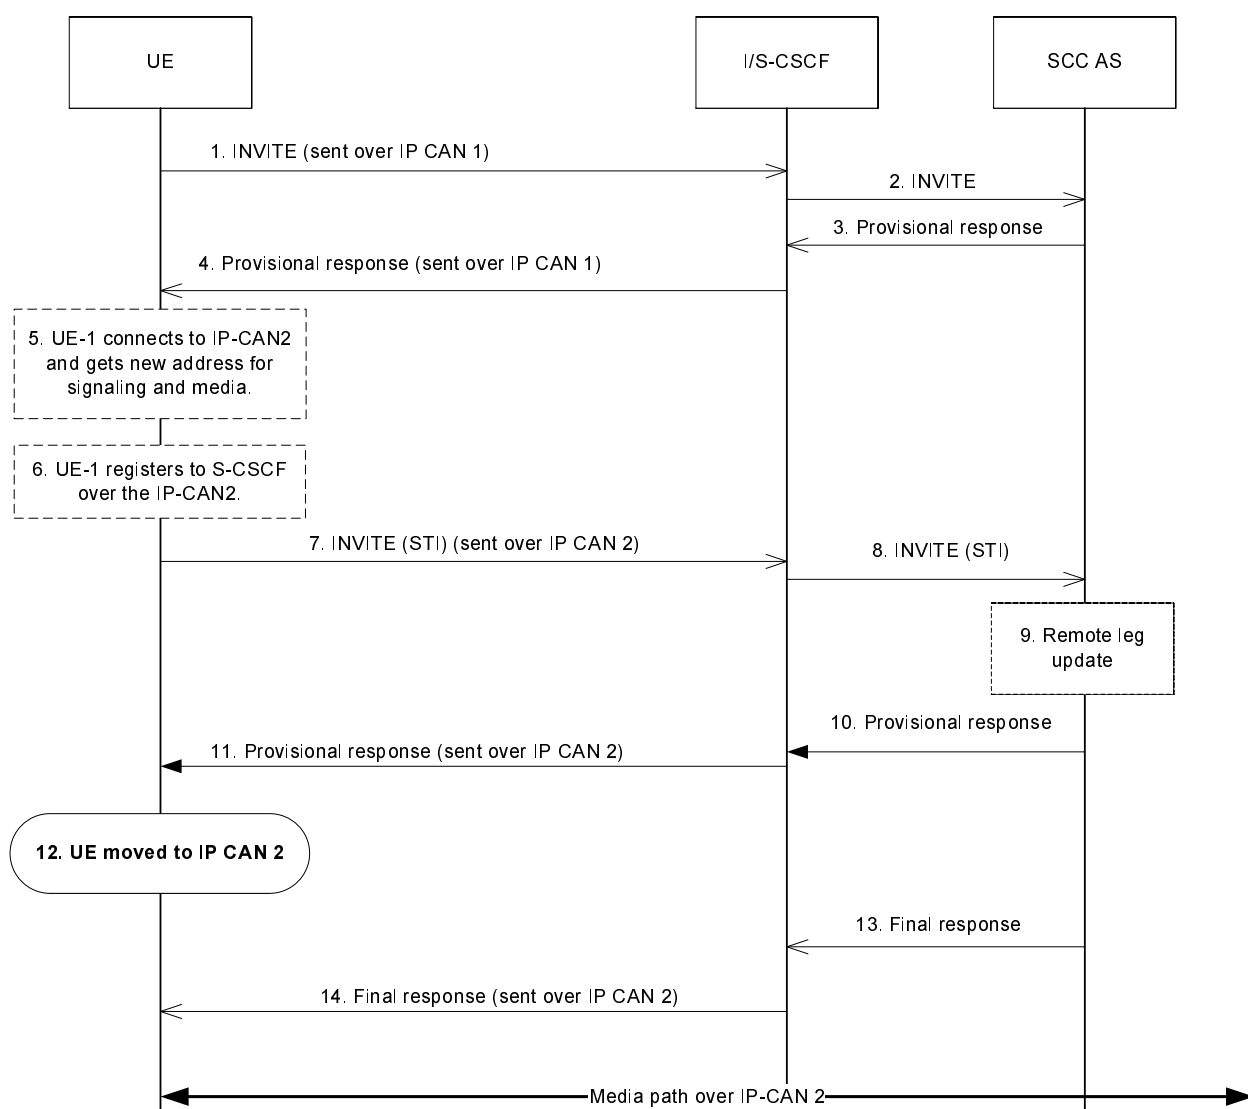 UE
I/S-CSCF
SCC AS
1. INVITE (sent over IP CAN 1)
2. INVITE
3. Provisional response
4. Provisional response (sent over IP CAN 1)
5. UE-1 connects to IP-CAN2
and gets new address for
signaling and media.
6. UE-1 registers to S-CSCF
over the IP-CAN2.
7. INVITE (STI) (sent over IP CAN 2)
8. INVITE (STI)
9. Remote leg
update
10. Provisional response
11. Provisional response (sent over IP CAN 2)
12. UE moved to IP CAN 2
13. Final response
14. Final response (sent over IP CAN 2)
Media path over IP-CAN 2